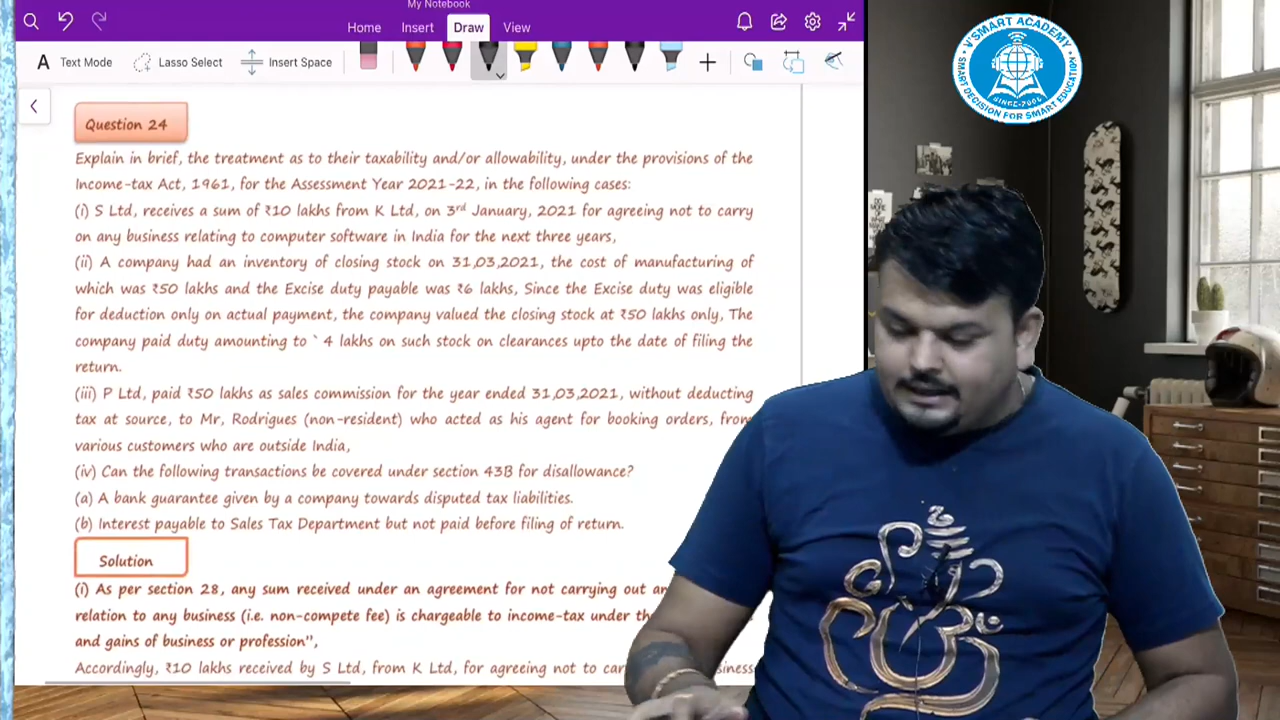 My Notebook
Home Insert Draw View
Text Mode Lasso Select Insert Space
V'SMART ACADEMY
SINCE-2004
SMART DECISION FOR SMART EDUCATION
Question 24
Explain in brief, the treatment as to their taxability and/or allowability, under the provisions of the
Income-tax Act, 1961, for the Assessment Year 2021-22, in the following cases:
(i) S Ltd, receives a sum of ₹10 lakhs from K Ltd, on 3rd January, 2021 for agreeing not to carry
on any business relating to computer software in India for the next three years,
(ii) A company had an inventory of closing stock on 31,03,2021, the cost of manufacturing of
which was ₹50 lakhs and the Excise duty payable was ₹6 lakhs, Since the Excise duty was eligible
for deduction only on actual payment, the company valued the closing stock at ₹50 lakhs only, The
company paid duty amounting to ` 4 lakhs on such stock on clearances upto the date of filing the
return.
(iii) P Ltd, paid ₹50 lakhs as sales commission for the year ended 31,03,2021, without deducting
tax at source, to Mr, Rodrigues (non-resident) who acted as his agent for booking orders, from
various customers who are outside India,
(iv) Can the following transactions be covered under section 43B for disallowance?
(a) A bank guarantee given by a company towards disputed tax liabilities.
(b) Interest payable to Sales Tax Department but not paid before filing of return.
Solution
(i) As per section 28, any sum received under an agreement for not carrying out
relation to any business (i.e. non-compete fee) is chargeable to income-tax under
and gains of business or profession",
Accordingly, ₹10 lakhs received by S Ltd, from K Ltd, for agreeing not to